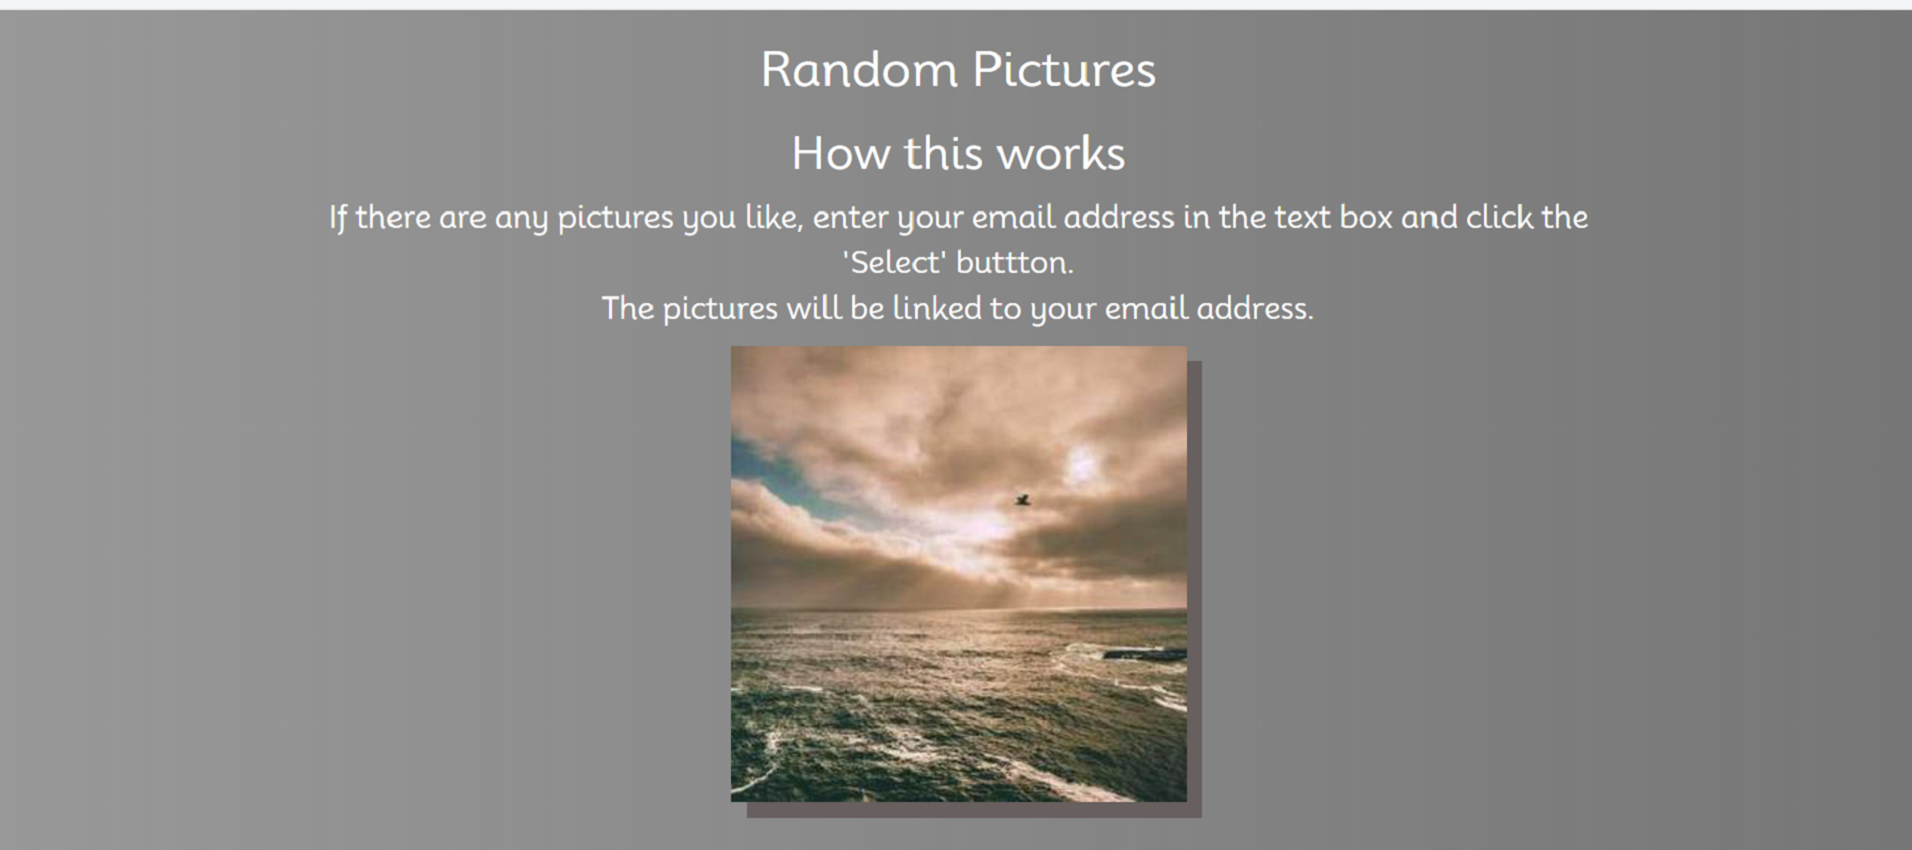 Random Pictures
How this works
If there are any pictures you like, enter your email address in the text box and click the
'Select' buttton.
The pictures will be linked to your email address.